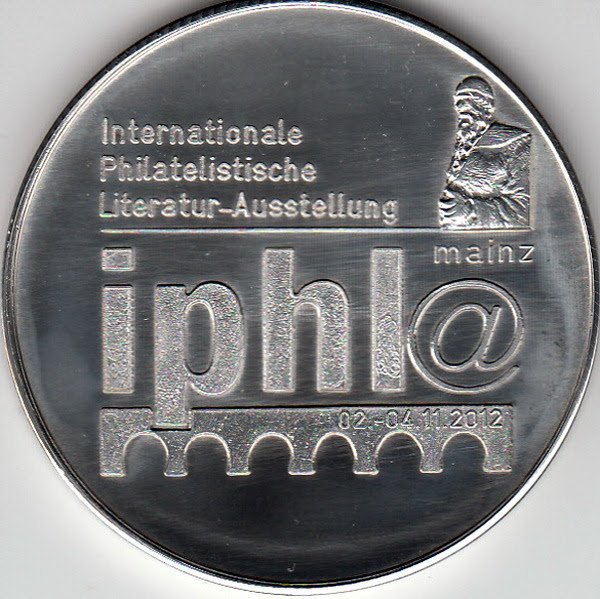 Internationale
Philatelistische
Literatur-Ausstellung
mainz
iphl@
02.-04.11.2012